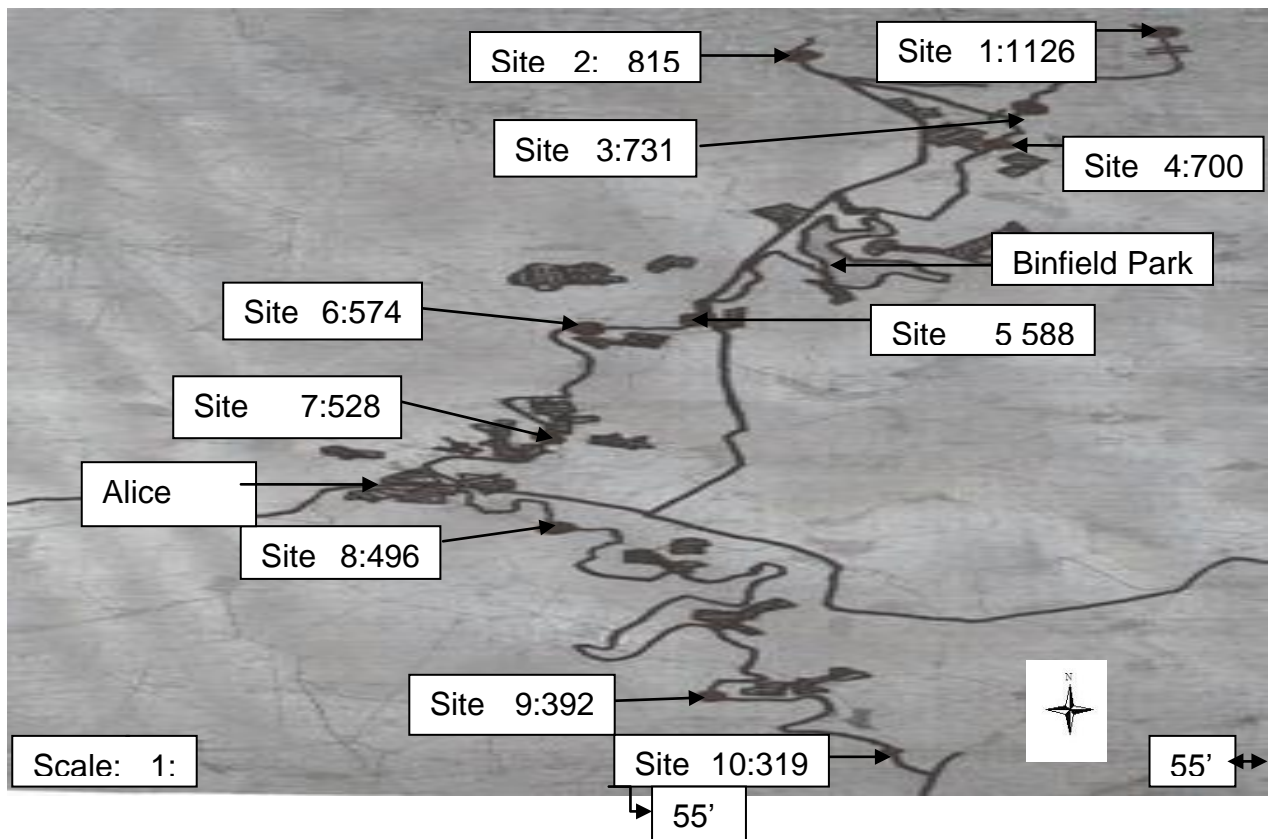 Site 2: 815
Site 1:1126
Site 3:731
Site 4:700
Binfield Park
Site 6:574
Site 5 588
Site 7:528
Alice
Site 8:496
Site 9:392
N
Scale: 1:
Site 10:319
55’
55’